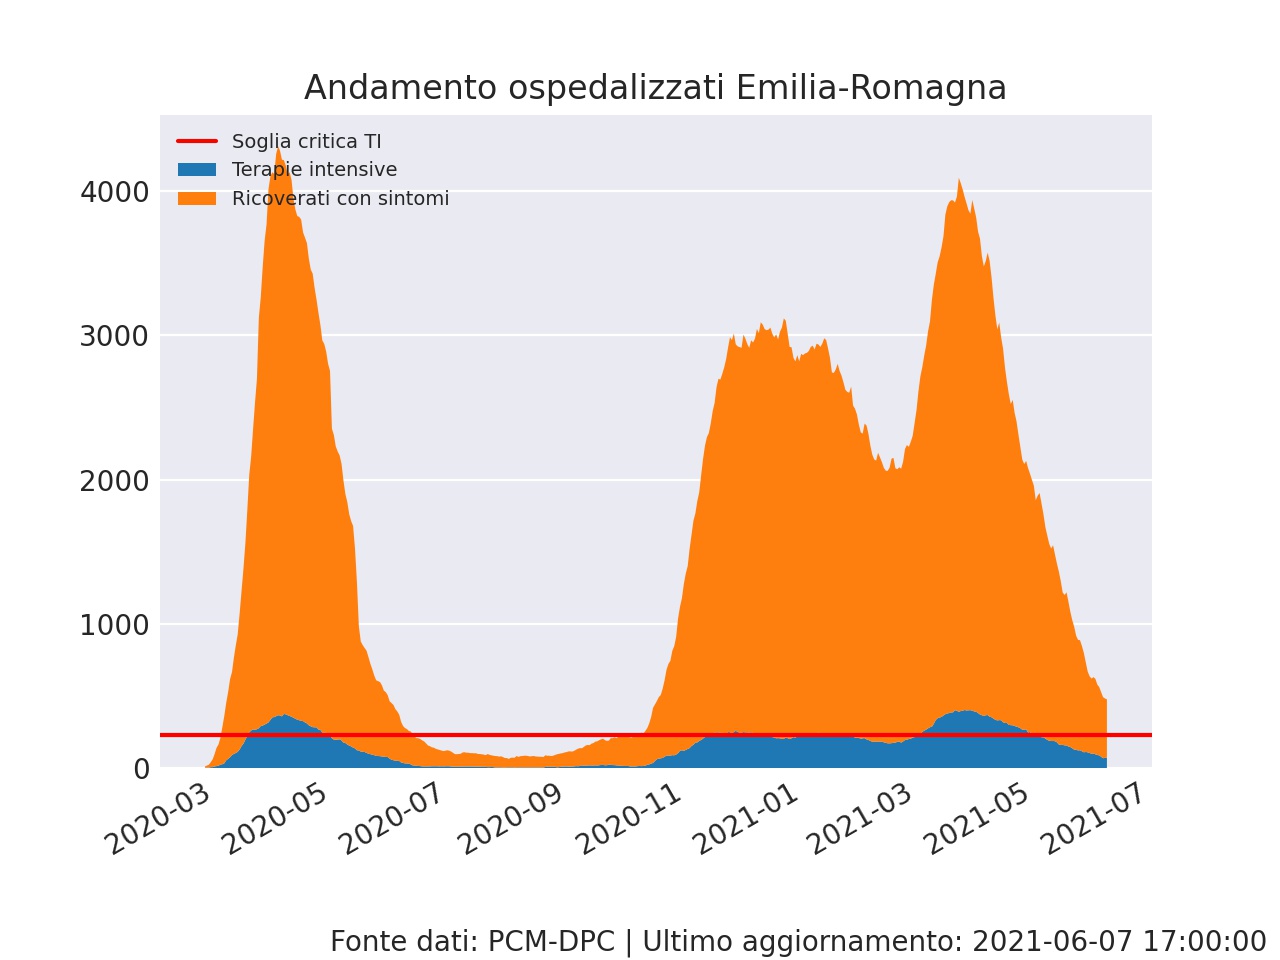 Andamento ospedalizzati Emilia-Romagna
Soglia critica TI
Terapie intensive
Ricoverati con sintomi
4000
3000
2000
1000
0
2020-03 2020-05 2020-07 2020-09 2020-11 2021-01 2021-03 2021-05 2021-07
Fonte dati: PCM-DPC | Ultimo aggiornamento: 2021-06-07 17:00:00